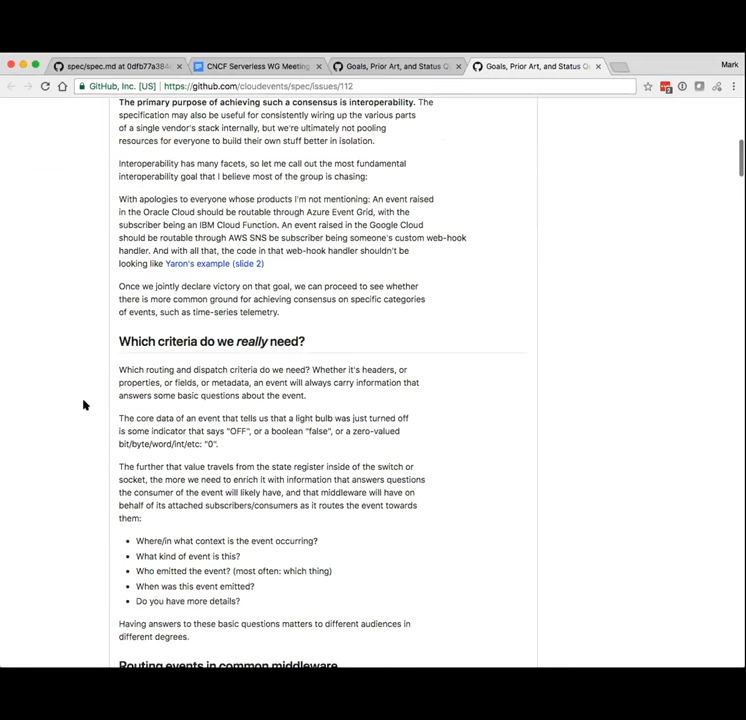 spec/spec.md at 0dfb77a384
CNCF Serverless WG Meeting
Goals, Prior Art, and Status Q
Goals, Prior Art, and Status Q
Mark
GitHub, Inc. [US] | https://github.com/cloudevents/spec/issues/112
The primary purpose of achieving such a consensus is interoperability. The
specification may also be useful for consistently wiring up the various parts
of a single vendor's stack internally, but we're ultimately not pooling
resources for everyone to build their own stuff better in isolation.
Interoperability has many facets, so let me call out the most fundamental
interoperability goal that I believe most of the group is chasing:
With apologies to everyone whose products I'm not mentioning: An event raised
in the Oracle Cloud should be routable through Azure Event Grid, with the
subscriber being an IBM Cloud Function. An event raised in the Google Cloud
should be routable through AWS SNS be subscriber being someone's custom web-hook
handler. And with all that, the code in that web-hook handler shouldn't be
looking like Yaron's example (slide 2)
Once we jointly declare victory on that goal, we can proceed to see whether
there is more common ground for achieving consensus on specific categories
of events, such as time-series telemetry.
Which criteria do we really need?
Which routing and dispatch criteria do we need? Whether it's headers, or
properties, or fields, or metadata, an event will always carry information that
answers some basic questions about the event.
The core data of an event that tells us that a light bulb was just turned off
is some indicator that says "OFF", or a boolean "false", or a zero-valued
bit/byte/word/int/etc: "0".
The further that value travels from the state register inside of the switch or
socket, the more we need to enrich it with information that answers questions
the consumer of the event will likely have, and that middleware will have on
behalf of its attached subscribers/consumers as it routes the event towards
them:
• Where/in what context is the event occurring?
• What kind of event is this?
• Who emitted the event? (most often: which thing)
• When was this event emitted?
• Do you have more details?
Having answers to these basic questions matters to different audiences in
different degrees.
Routing events in common middleware